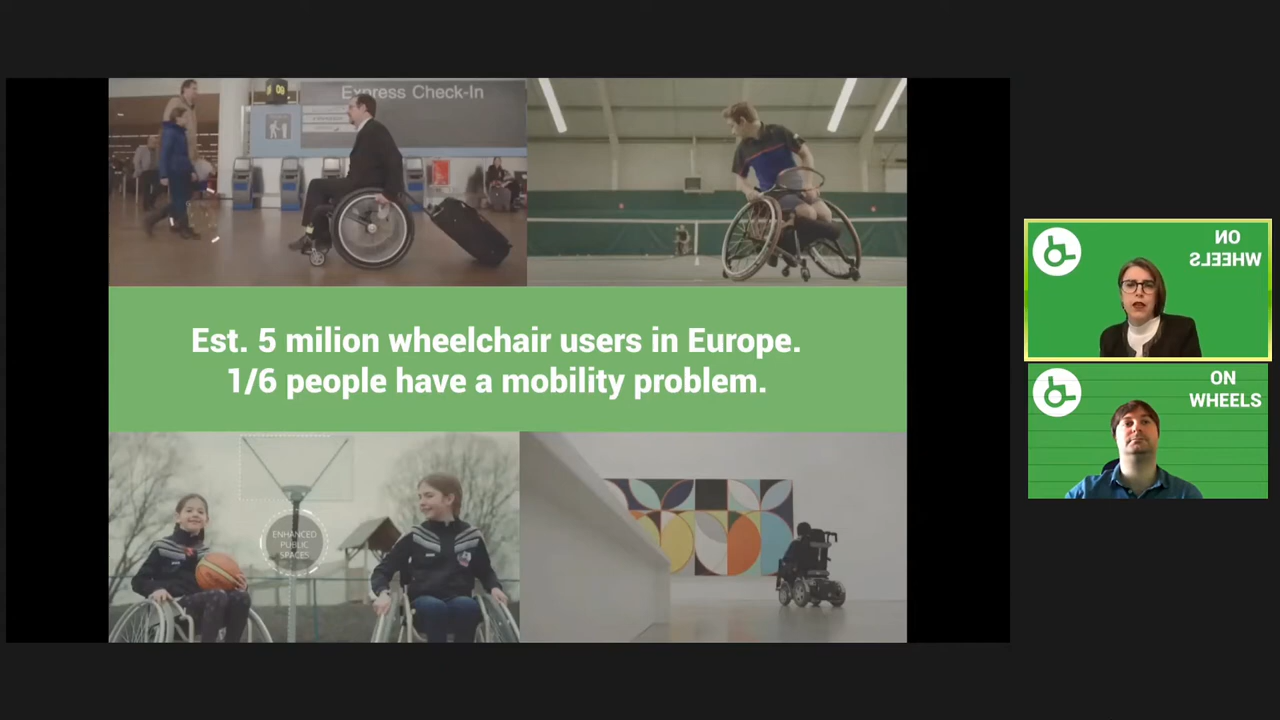 Express Check-In
Est. 5 milion wheelchair users in Europe.
1/6 people have a mobility problem.
ENHANCED
PUBLIC
SPACES
ON
WHEELS
ON
WHEELS